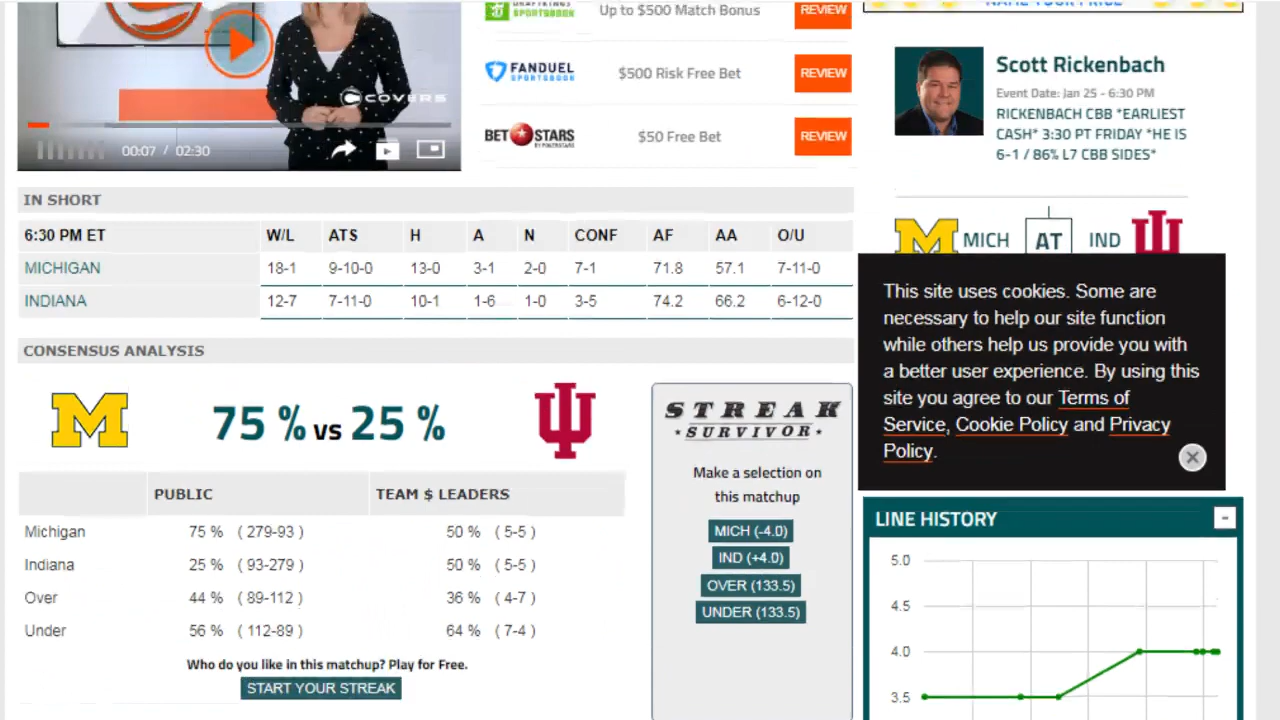 DRAFTKINGS
SPORTSBOOK
Up to $500 Match Bonus
REVIEW
FANDUEL
SPORTSBOOK
$500 Risk Free Bet
REVIEW
BET STARS
BY POKERSTARS
$50 Free Bet
REVIEW
COVERS
00:07 / 02:30
NAME YOUR PRICE
Scott Rickenbach
Event Date: Jan 25 - 6:30 PM
RICKENBACH CBB *EARLIEST
CASH* 3:30 PT FRIDAY *HE IS
6-1 / 86% L7 CBB SIDES*
M MICH AT IND
IN SHORT
6:30 PM ET W/L ATS H A N CONF AF AA O/U
MICHIGAN 18-1 9-10-0 13-0 3-1 2-0 7-1 71.8 57.1 7-11-0
INDIANA 12-7 7-11-0 10-1 1-6 1-0 3-5 74.2 66.2 6-12-0
CONSENSUS ANALYSIS
M 75 % vs 25 %
PUBLIC TEAM $ LEADERS
Michigan 75 % ( 279-93 ) 50 % ( 5-5 )
Indiana 25 % ( 93-279 ) 50 % ( 5-5 )
Over 44 % ( 89-112 ) 36 % ( 4-7 )
Under 56 % ( 112-89 ) 64 % ( 7-4 )
Who do you like in this matchup? Play for Free.
START YOUR STREAK
STREAK
SURVIVOR
Make a selection on
this matchup
MICH (-4.0)
IND (+4.0)
OVER (133.5)
UNDER (133.5)
This site uses cookies. Some are
necessary to help our site function
while others help us provide you with
a better user experience. By using this
site you agree to our Terms of
Service, Cookie Policy and Privacy
Policy.
LINE HISTORY
-
5.0
4.5
4.0
3.5